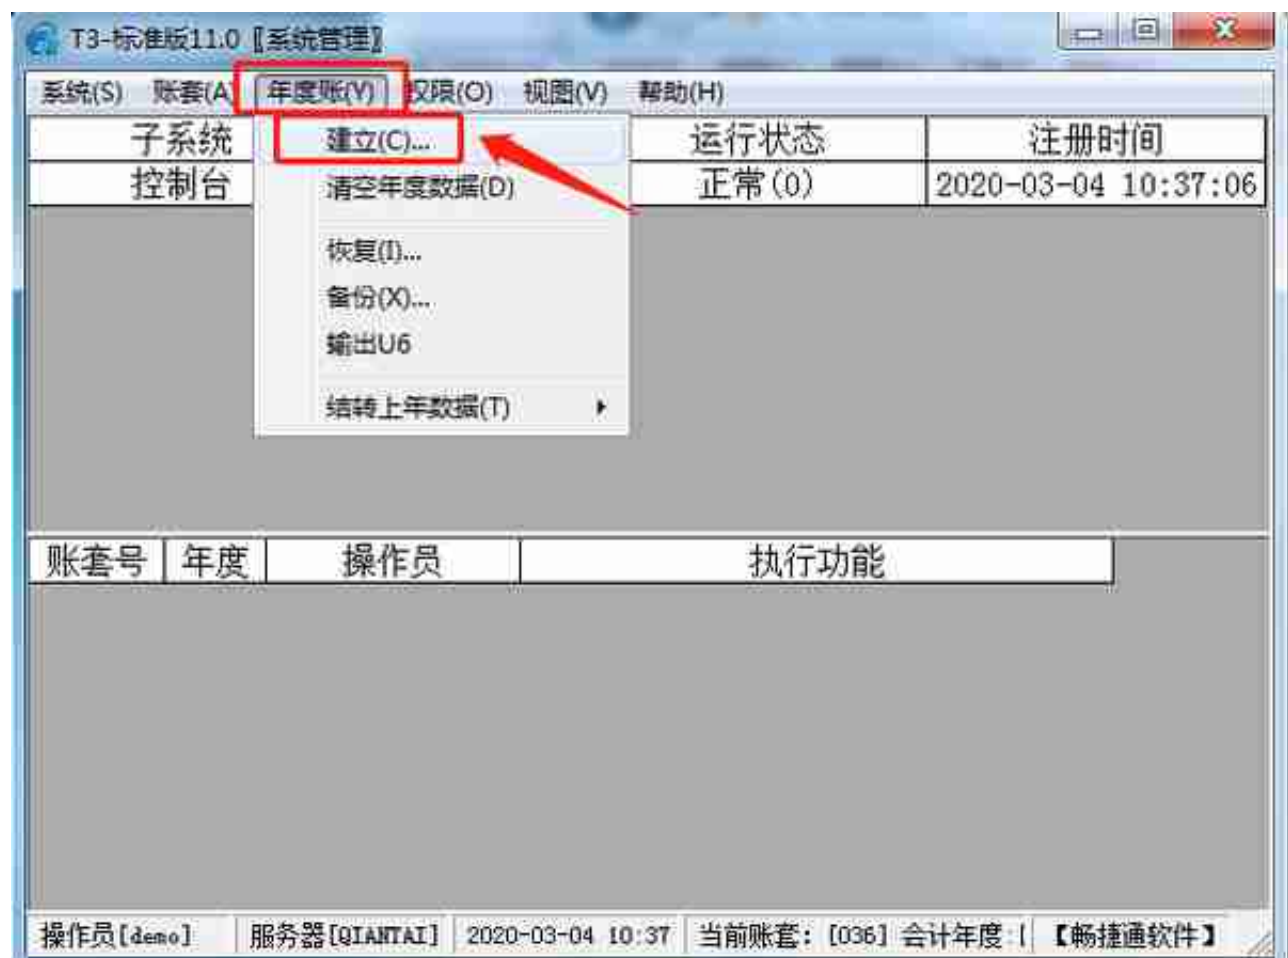 T3-标准版11.0〖系统管理〗
系统(S) 账套(A 年度账(Y) 权限(O) 视图(V) 帮助(H)
子系统 运行状态 注册时间
控制台 正常(0) 2020-03-04 10:37:06
建立(C)...
清空年度数据(D)
恢复(I)...
备份(X)...
输出U6
结转上年数据(T)
账套号 年度 操作员 执行功能
操作员[demo] 服务器[QIANTAI] 2020-03-04 10:37 当前账套: [036] 会计年度:[ 【畅捷通软件】